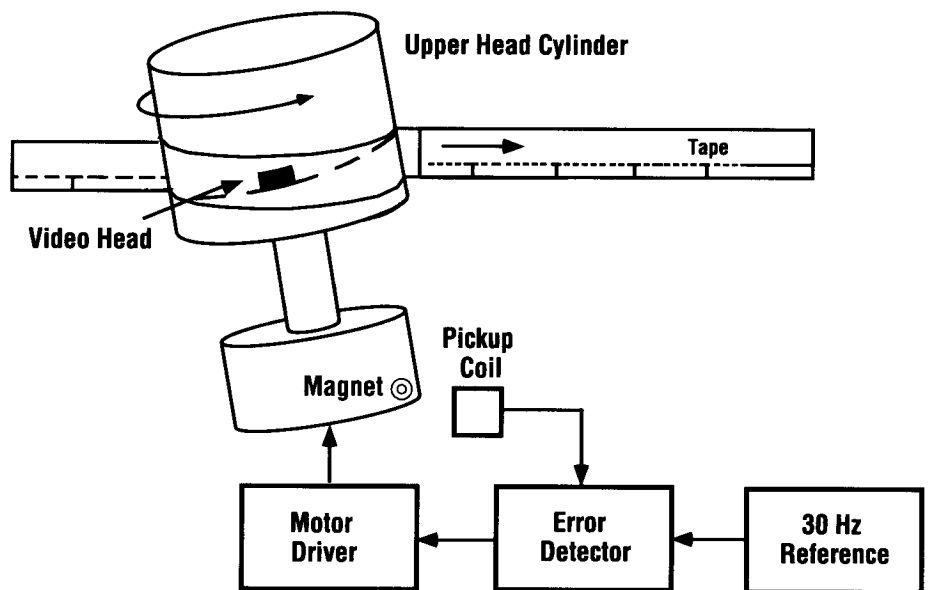 Upper Head Cylinder
Tape
Video Head
Pickup
Coil
Magnet
Motor
Driver
Error
Detector
30 Hz
Reference